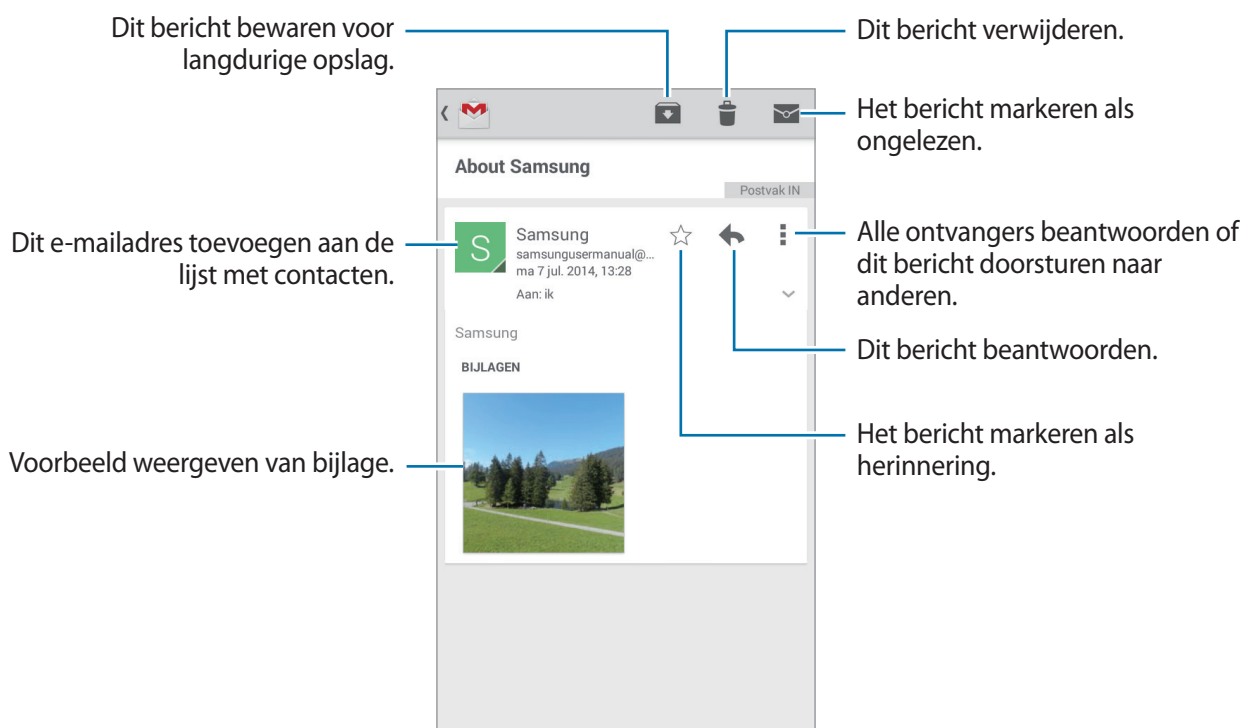 Dit bericht bewaren voor
langdurige opslag.
Dit bericht verwijderen.
Het bericht markeren als
ongelezen.
About Samsung
Postvak IN
Dit e-mailadres toevoegen aan de
lijst met contacten.
S
Samsung
samsungusermanual@...
ma 7 jul. 2014, 13:28
Aan: ik
Alle ontvangers beantwoorden of
dit bericht doorsturen naar
anderen.
Samsung
Dit bericht beantwoorden.
BIJLAGEN
Het bericht markeren als
herinnering.
Voorbeeld weergeven van bijlage.